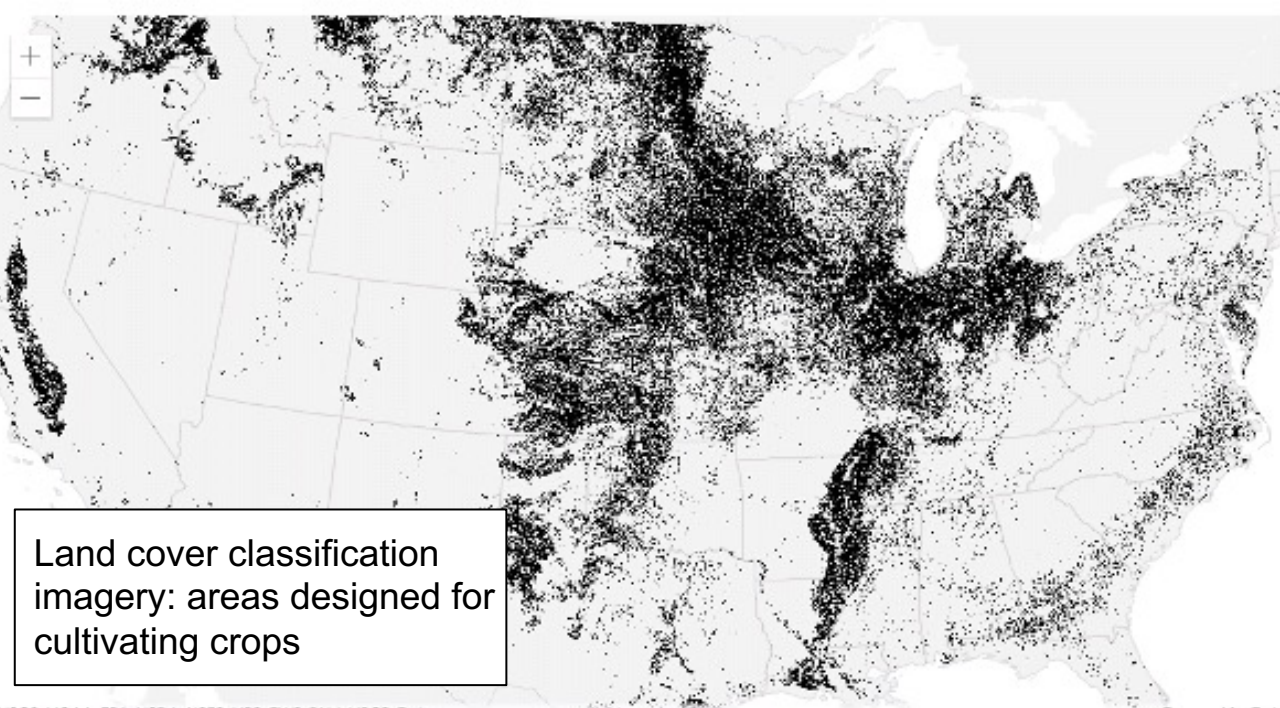 +
−
Land cover classification
imagery: areas designed for
cultivating crops